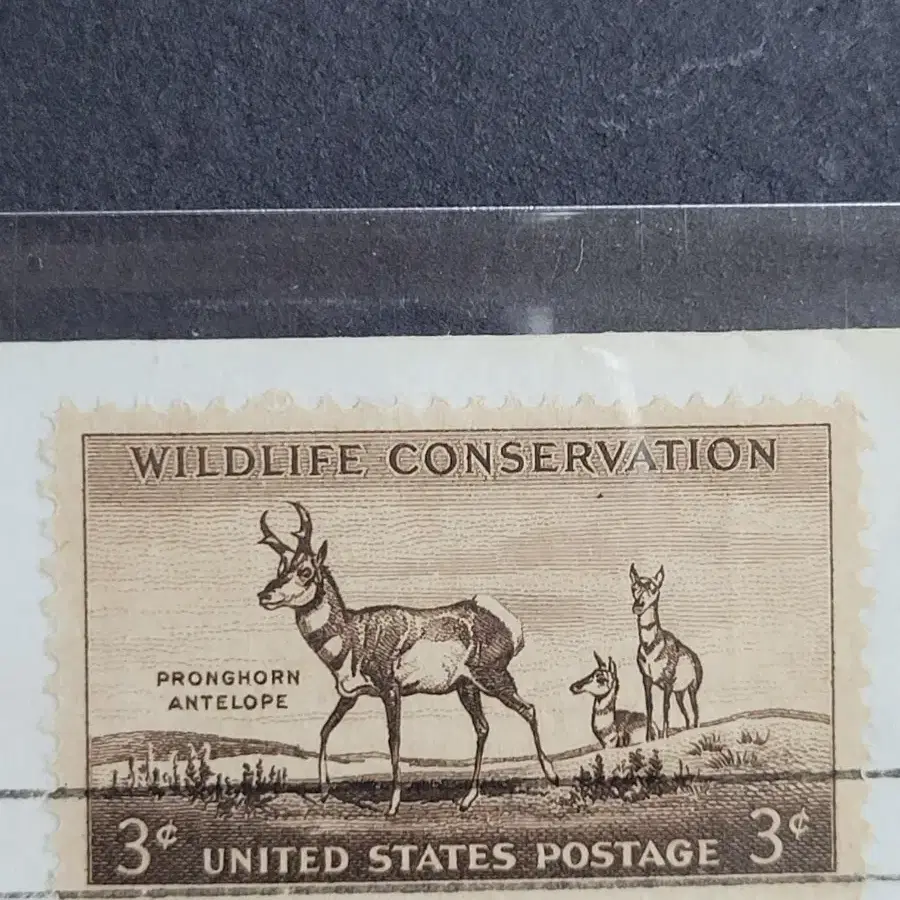 WILDLIFE CONSERVATION
PRONGHORN
ANTELOPE
3¢ UNITED STATES POSTAGE 3¢